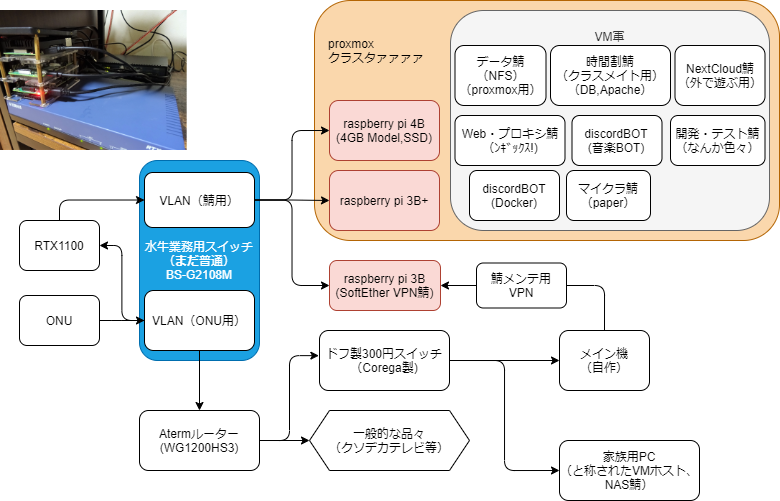 proxmox
クラスタァァァァ
VM軍
データ鯖
（NFS）
（proxmox用）
時間割鯖
（クラスメイト用）
（DB,Apache）
NextCloud鯖
（外で遊ぶ用）
raspberry pi 4B
(4GB Model,SSD)
Web・プロキシ鯖
（ﾝｷﾞｯｸｽ!）
discordBOT
（音楽BOT）
開発・テスト鯖
（なんか色々）
raspberry pi 3B+
discordBOT
(Docker)
マイクラ鯖
（paper）
VLAN（鯖用）
RTX1100
水牛業務用スイッチ
（まだ普通）
BS-G2108M
raspberry pi 3B
(SoftEther VPN鯖)
鯖メンテ用
VPN
ONU
VLAN（ONU用）
ドフ製300円スイッチ
（Corega製）
メイン機
（自作）
Atermルーター
(WG1200HS3)
一般的な品々
（クソデカテレビ等）
家族用PC
（と称されたVMホスト、
NAS鯖）